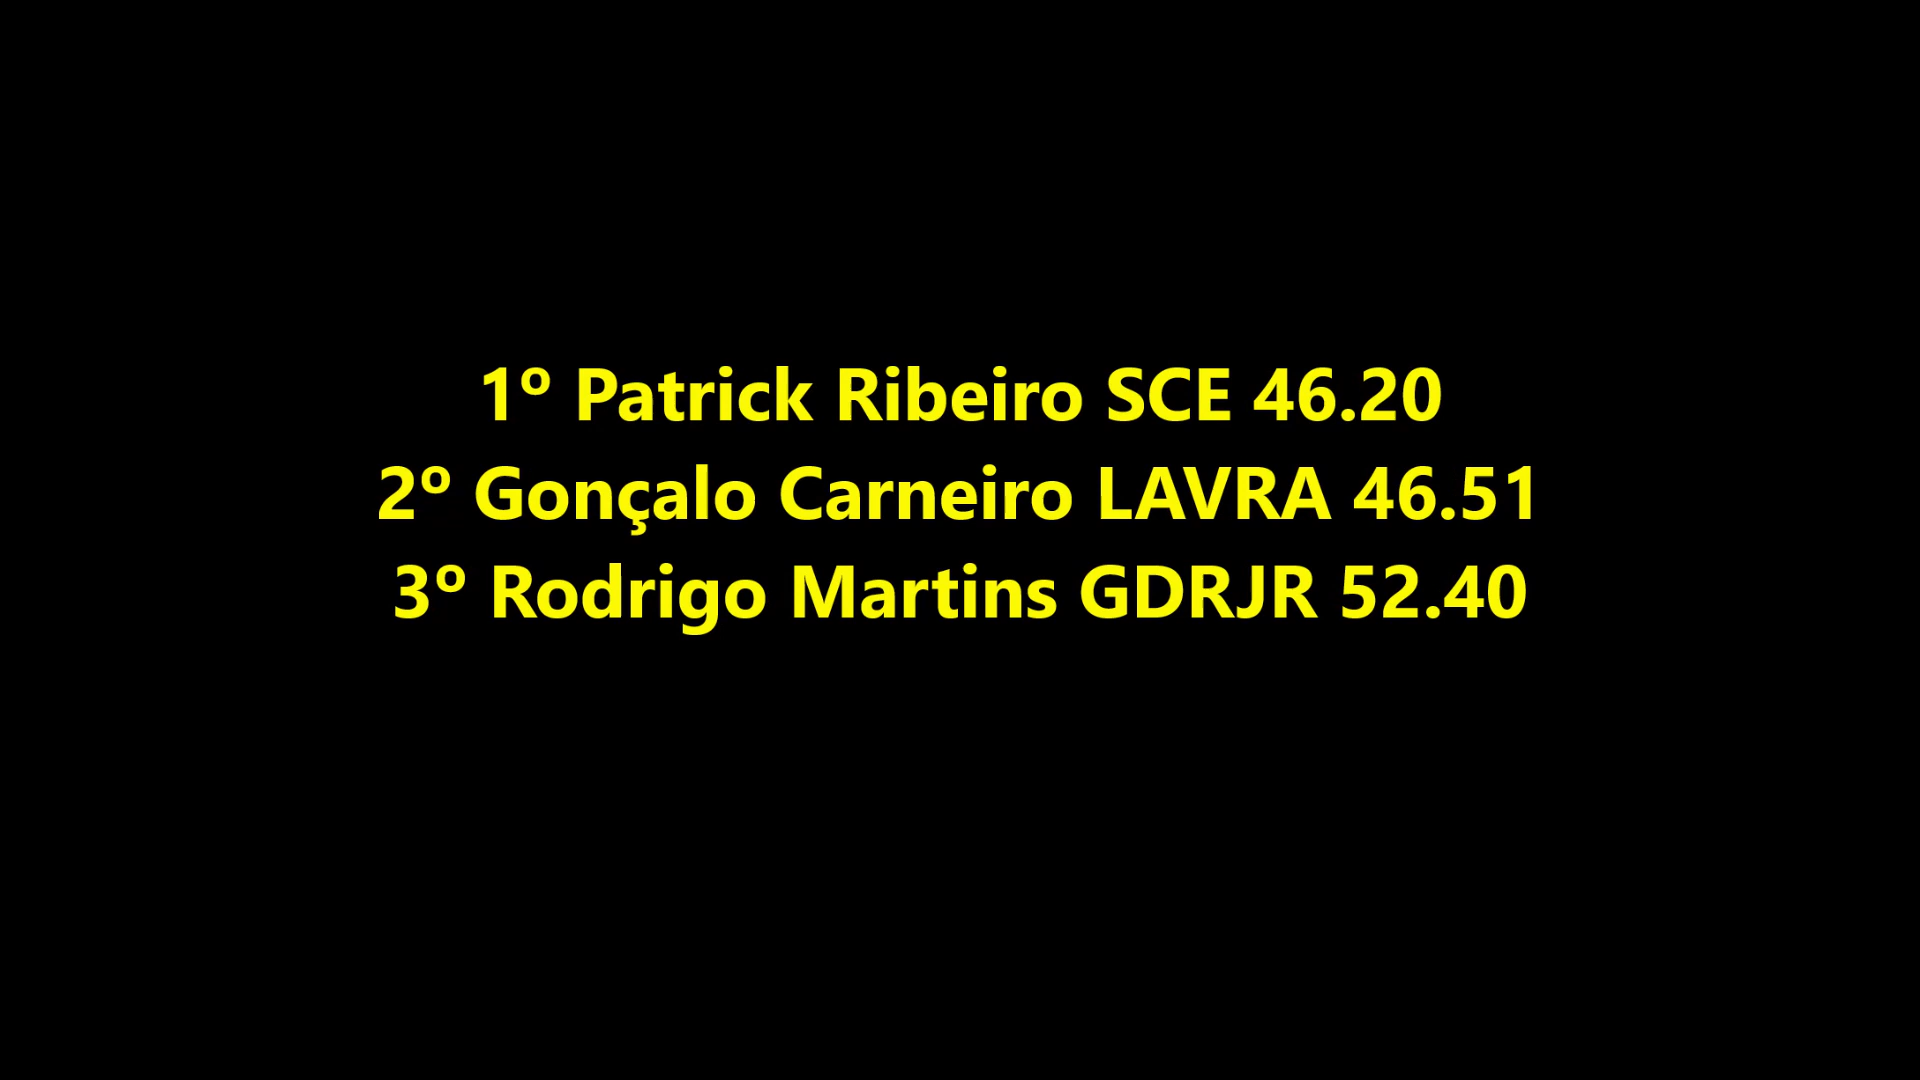 1º Patrick Ribeiro SCE 46.20
2º Gonçalo Carneiro LAVRA 46.51
3º Rodrigo Martins GDRJR 52.40